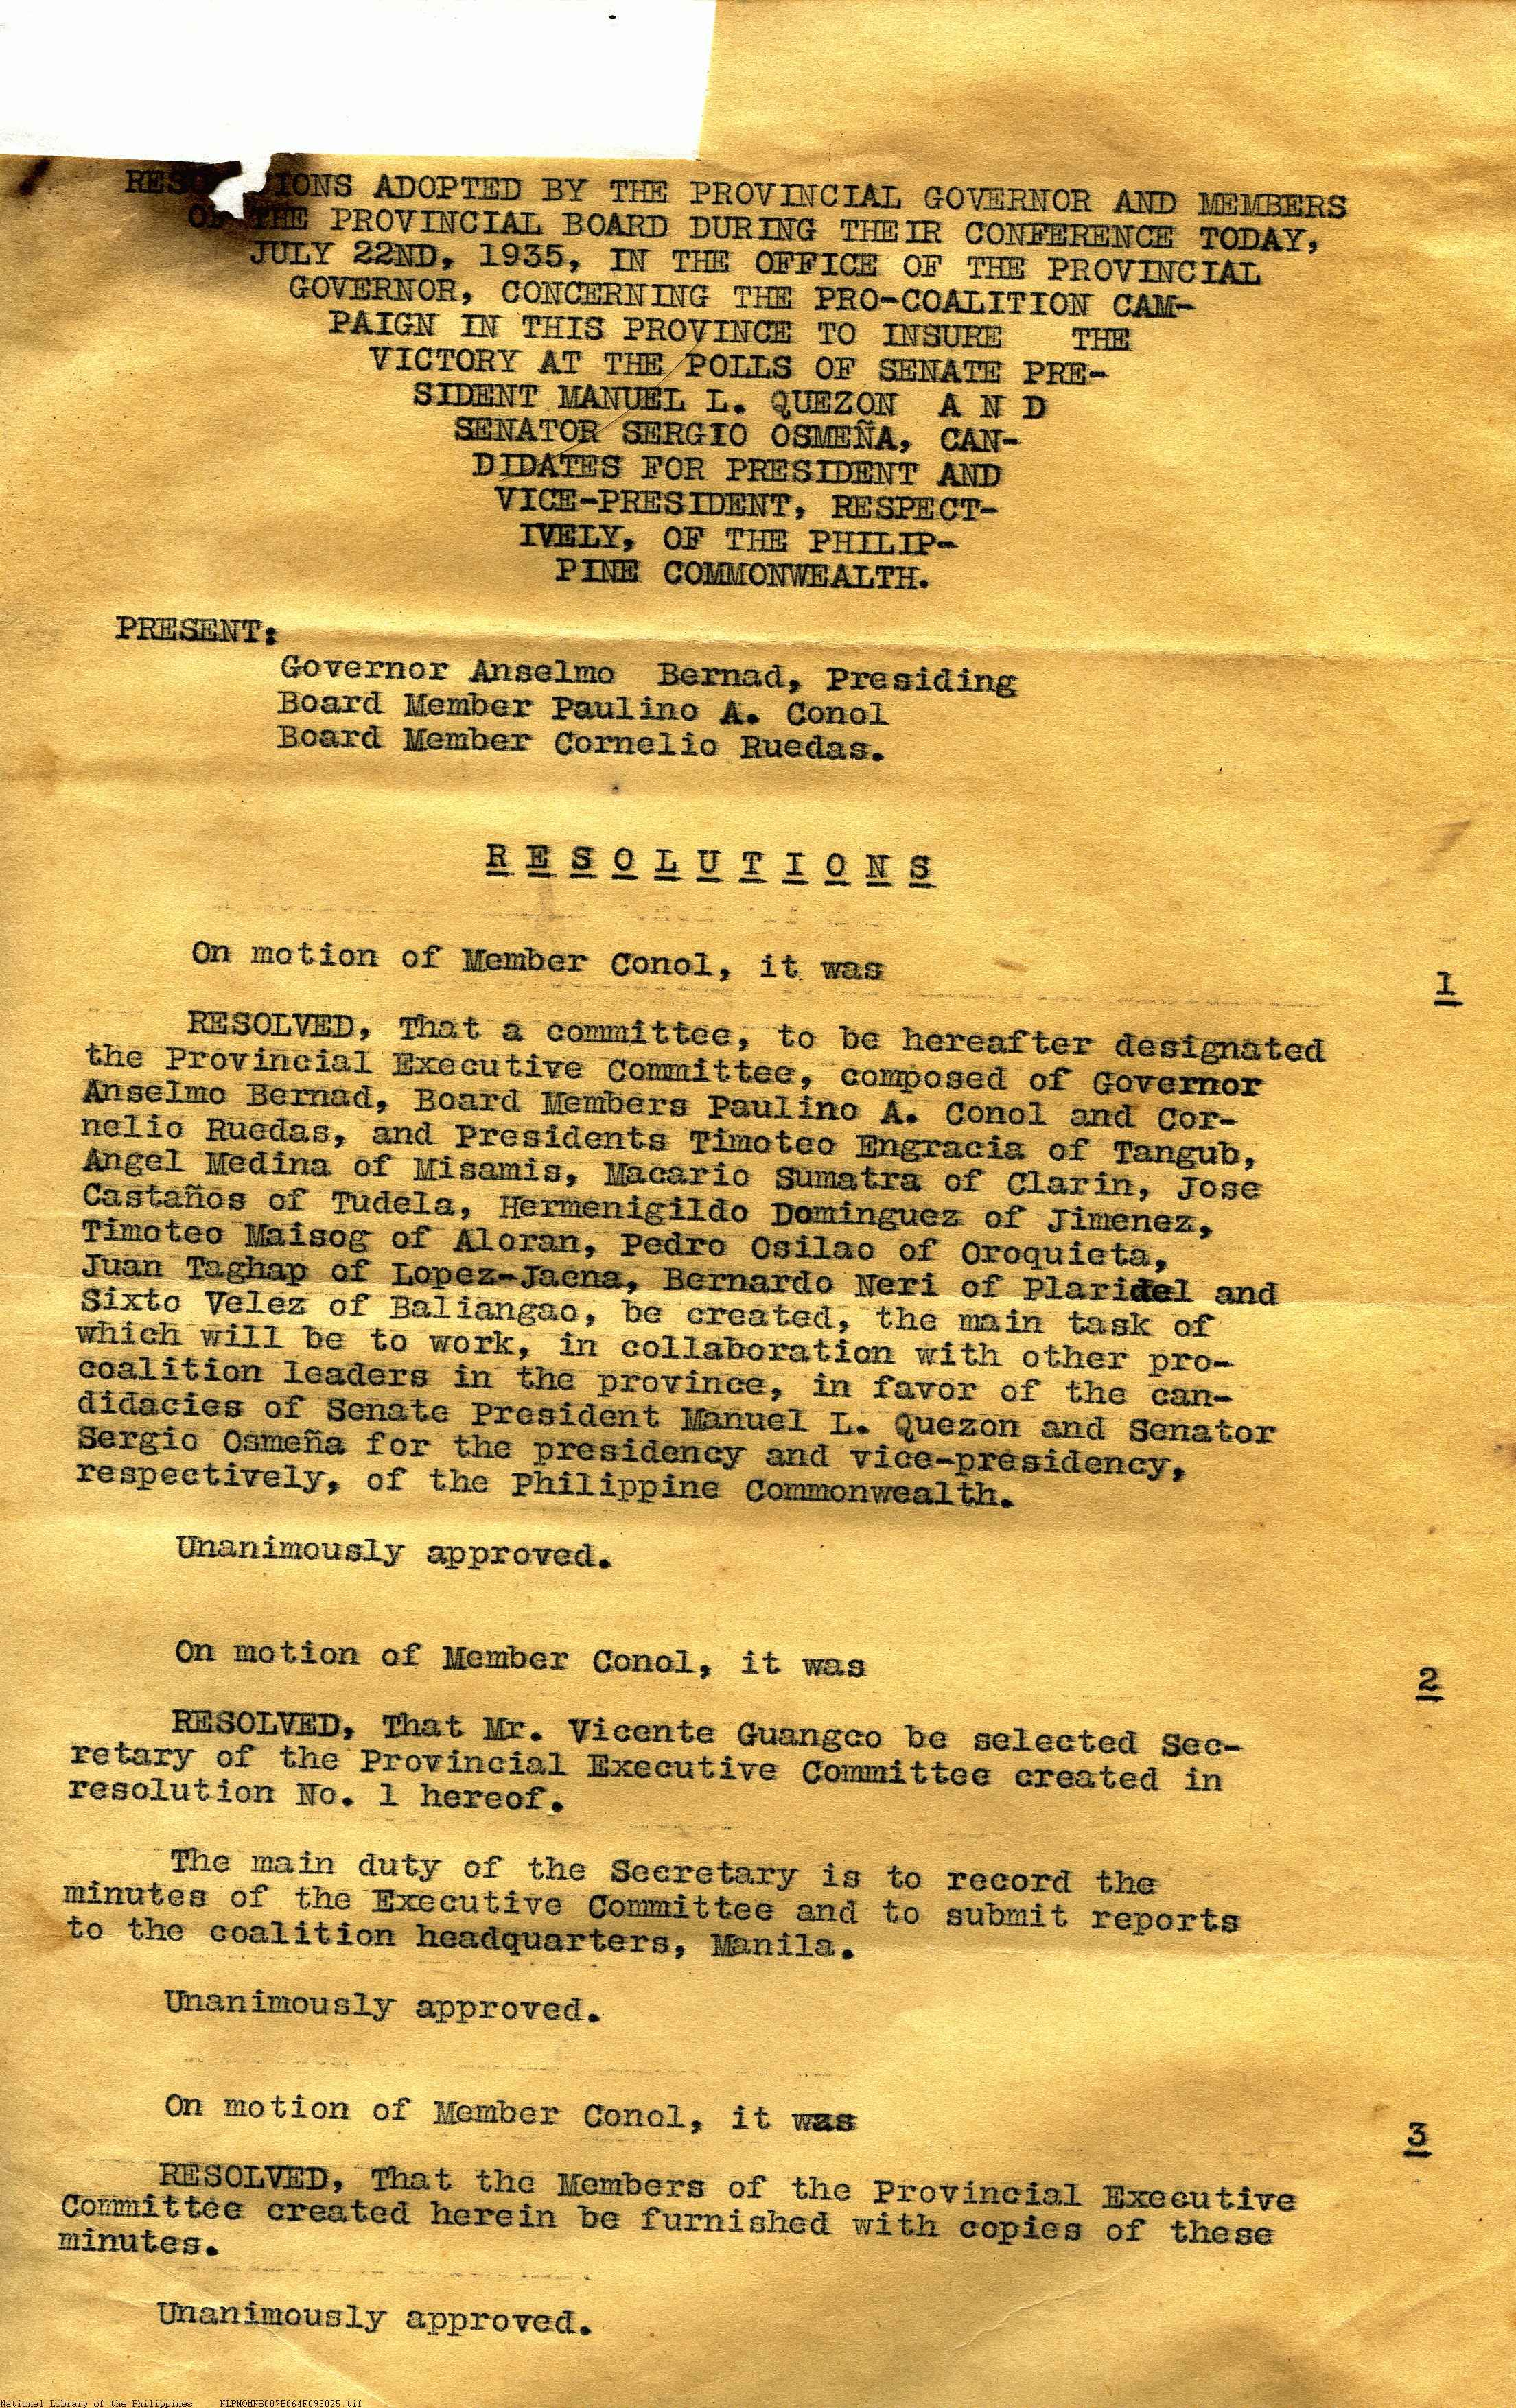 RESOLUTIONS ADOPTED BY THE PROVINCIAL GOVERNOR AND MEMBERS
OF THE PROVINCIAL BOARD DURING THEIR CONFERENCE TODAY,
JULY 22ND, 1935, IN THE OFFICE OF THE PROVINCIAL
GOVERNOR, CONCERNING THE PRO-COALITION CAM-
PAIGN IN THIS PROVINCE TO INSURE THE
VICTORY AT THE POLLS OF SENATE PRE-
SIDENT MANUEL L. QUEZON A N D
SENATOR SERGIO OSMEÑA, CAN-
DIDATES FOR PRESIDENT AND
VICE-PRESIDENT, RESPECT-
IVELY, OF THE PHILIP-
PINE COMMONWEALTH.
PRESENT:
Governor Anselmo Bernad, Presiding
Board Member Paulino A. Conol
Board Member Cornelio Ruedas.
R E S O L U T I O N S
On motion of Member Conol, it was
1
RESOLVED, That a committee, to be hereafter designated
the Provincial Executive Committee, composed of Governor
Anselmo Bernad, Board Members Paulino A. Conol and Cor-
nelio Ruedas, and Presidents Timoteo Engracia of Tangub,
Angel Medina of Misamis, Macario Sumatra of Clarin, Jose
Castaños of Tudela, Hermenigildo Dominguez of Jimenez,
Timoteo Maisog of Aloran, Pedro Osilao of Oroquieta,
Juan Taghap of Lopez-Jaena, Bernardo Neri of Plaridel and
Sixto Velez of Baliangao, be created, the main task of
which will be to work, in collaboration with other pro-
coalition leaders in the province, in favor of the can-
didacies of Senate President Manuel L. Quezon and Senator
Sergio Osmeña for the presidency and vice-presidency,
respectively, of the Philippine Commonwealth.
Unanimously approved.
On motion of Member Conol, it was
2
RESOLVED, That Mr. Vicente Guangco be selected Sec-
retary of the Provincial Executive Committee created in
resolution No. 1 hereof.
The main duty of the Secretary is to record the
minutes of the Executive Committee and to submit reports
to the coalition headquarters, Manila.
Unanimously approved.
On motion of Member Conol, it was
3
RESOLVED, That the Members of the Provincial Executive
Committee created herein be furnished with copies of these
minutes.
Unanimously approved.
National Library of the Philippines NLPMQMNS007B064F093025.tif